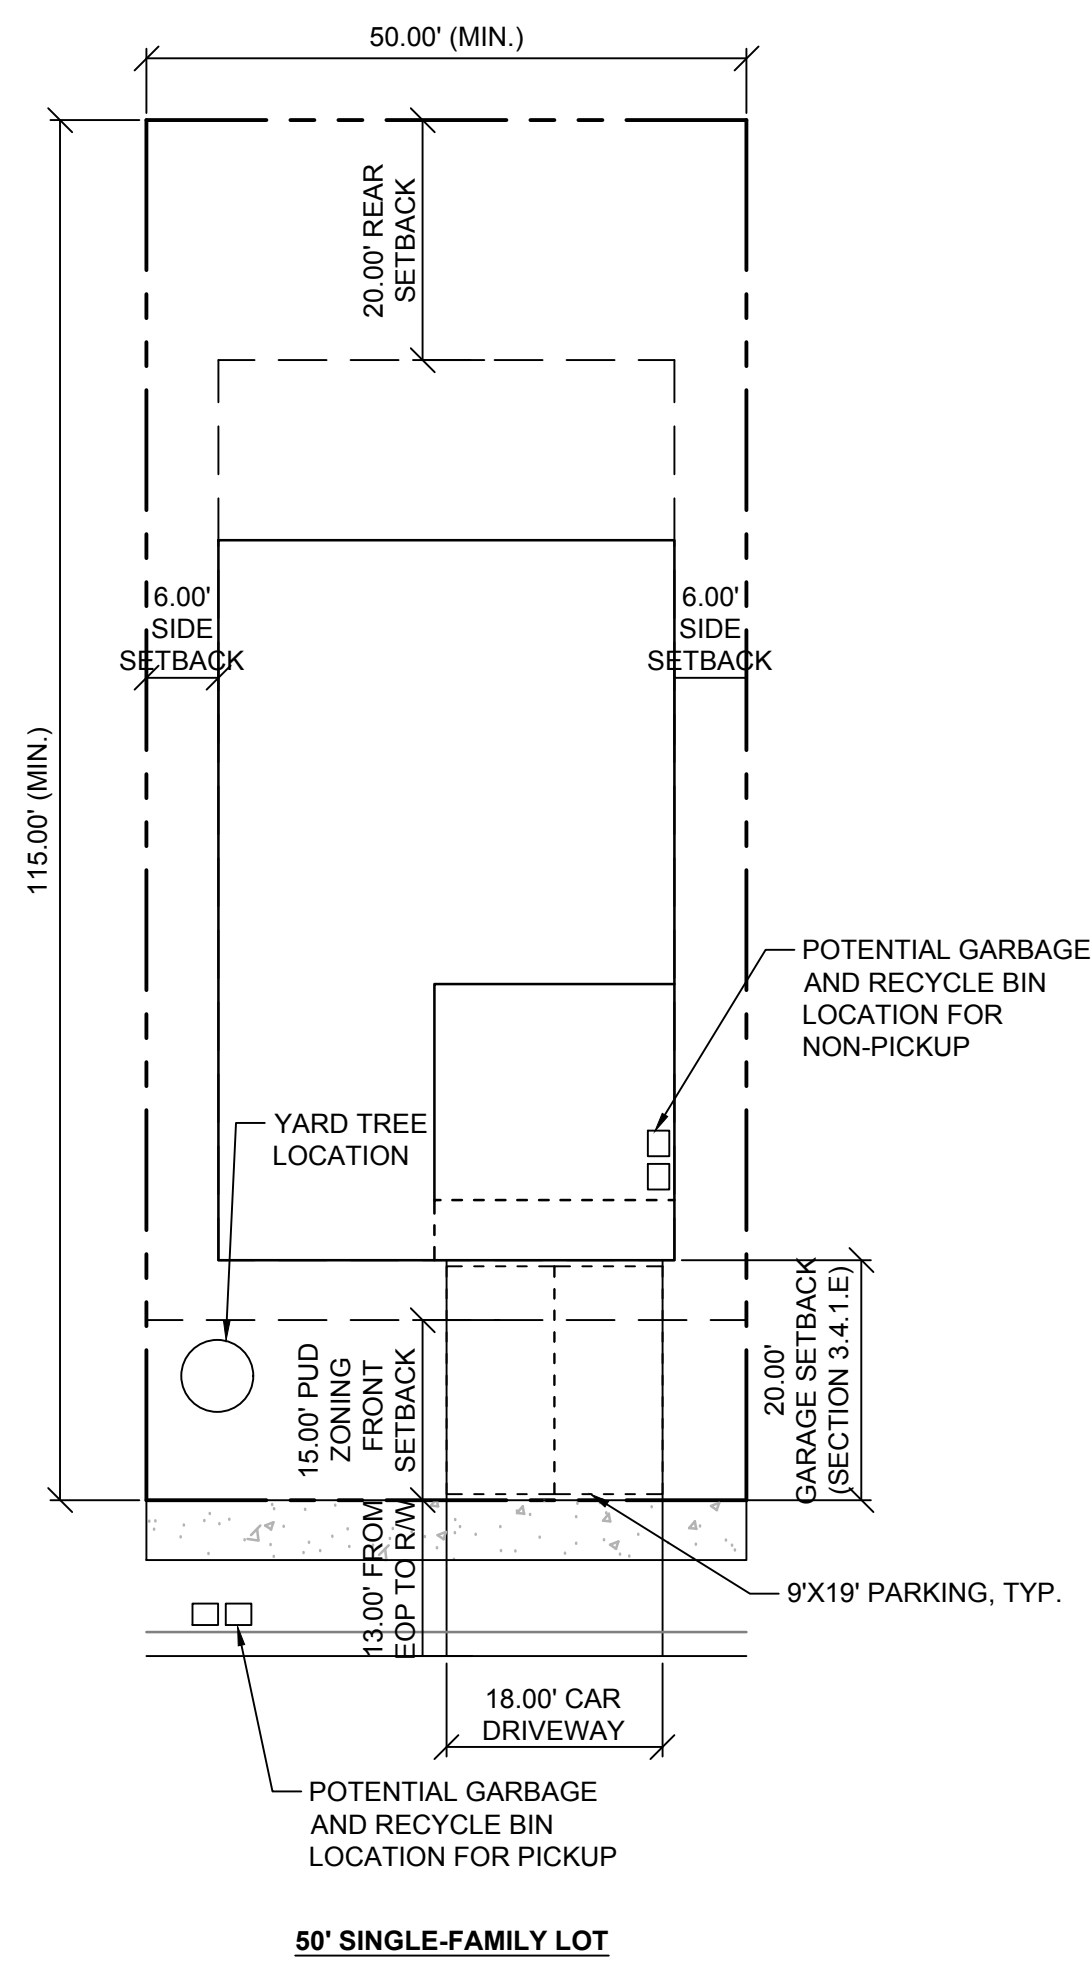 50.00' (MIN.)
20.00' REAR
SETBACK
6.00'
SIDE
SETBACK
6.00'
SIDE
SETBACK
115.00' (MIN.)
POTENTIAL GARBAGE
AND RECYCLE BIN
LOCATION FOR
NON-PICKUP
YARD TREE
LOCATION
15.00' PUD
ZONING
FRONT
SETBACK
20.00'
GARAGE SETBACK
(SECTION 3.4.1.E)
13.00' FROM
EOP TO R/W
9'X19' PARKING, TYP.
18.00' CAR
DRIVEWAY
POTENTIAL GARBAGE
AND RECYCLE BIN
LOCATION FOR PICKUP
50' SINGLE-FAMILY LOT